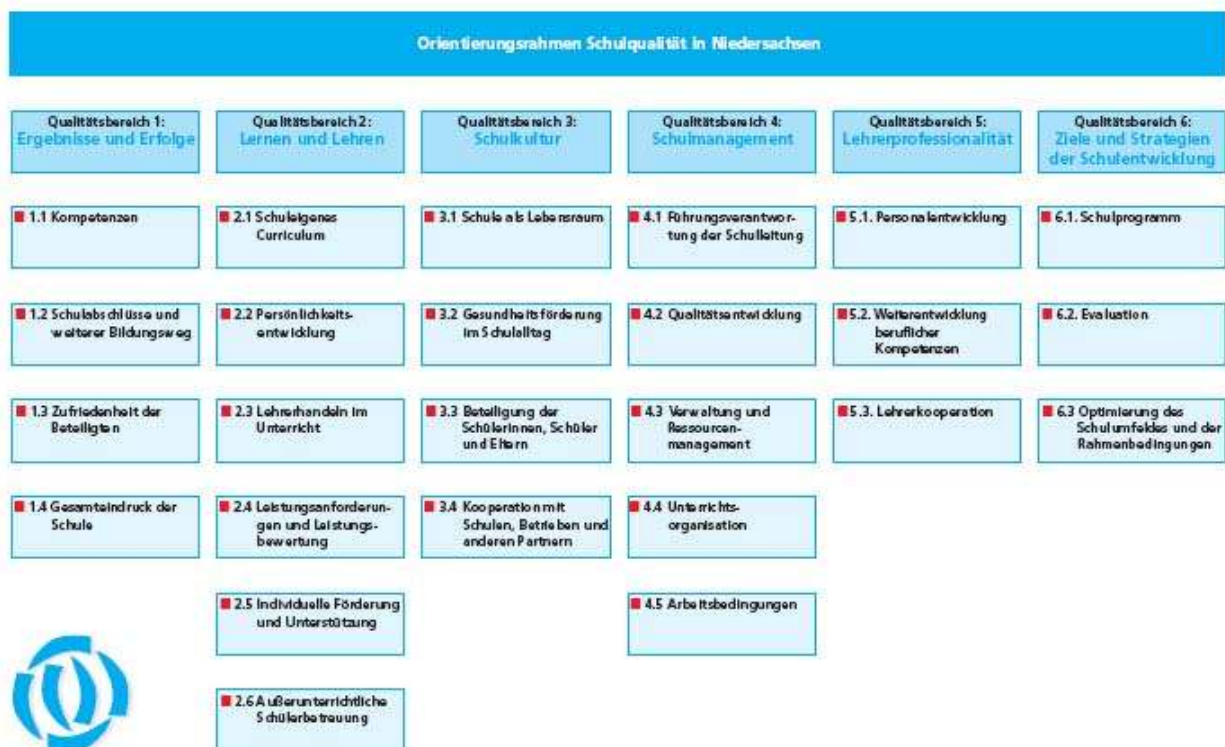 Orientierungsrahmen Schulqualität in Niedersachsen
Qualitätsbereich 1:
Ergebnisse und Erfolge
Qualitätsbereich 2:
Lernen und Lehren
Qualitätsbereich 3:
Schulkultur
Qualitätsbereich 4:
Schulmanagement
Qualitätsbereich 5:
Lehrerprofessionalität
Qualitätsbereich 6:
Ziele und Strategien
der Schulentwicklung
1.1 Kompetenzen
2.1 Schuleigenes
Curriculum
3.1 Schule als Lebensraum
4.1 Führungsverantwor-
tung der Schulleitung
5.1. Personalentwicklung
6.1. Schulprogramm
1.2 Schulabschlüsse und
weiterer Bildungsweg
2.2 Persönlichkeits-
entwicklung
3.2 Gesundheitsförderung
im Schulalltag
4.2 Qualitätsentwicklung
5.2. Weiterentwicklung
beruflicher
Kompetenzen
6.2. Evaluation
1.3 Zufriedenheit der
Beteiligten
2.3 Lehrerhandeln im
Unterricht
3.3 Beteiligung der
Schülerinnen, Schüler
und Eltern
4.3 Verwaltung und
Ressourcen-
management
5.3. Lehrerkooperation
6.3 Optimierung des
Schulumfeldes und der
Rahmenbedingungen
1.4 Gesamteindruck der
Schule
2.4 Leistungsanforderun-
gen und Leistungs-
bewertung
3.4 Kooperation mit
Schulen, Betrieben und
anderen Partnern
4.4 Unterrichts-
organisation
2.5 Individuelle Förderung
und Unterstützung
4.5 Arbeitsbedingungen
2.6 Außerunterrichtliche
Schülerbetreuung